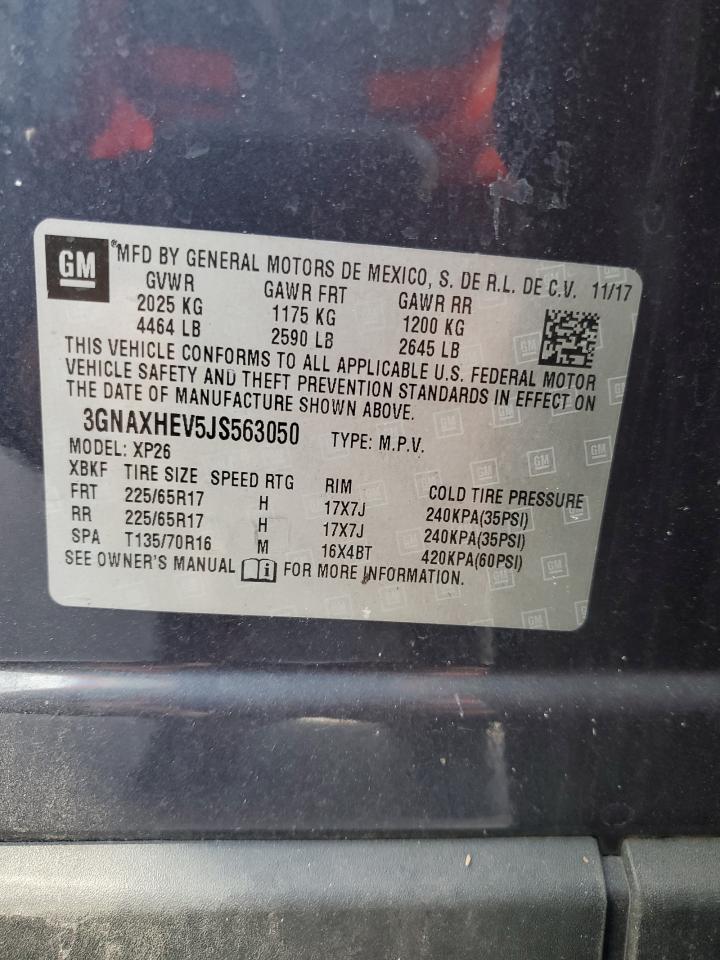 GM ®MFD BY GENERAL MOTORS DE MEXICO, S. DE R.L. DE C.V. 11/17
GVWR GAWR FRT GAWR RR
2025 KG 1175 KG 1200 KG
4464 LB 2590 LB 2645 LB
THIS VEHICLE CONFORMS TO ALL APPLICABLE U.S. FEDERAL MOTOR
VEHICLE SAFETY AND THEFT PREVENTION STANDARDS IN EFFECT ON
THE DATE OF MANUFACTURE SHOWN ABOVE.
3GNAXHEV5JS563050 TYPE: M.P.V.
MODEL: XP26
XBKF TIRE SIZE SPEED RTG RIM COLD TIRE PRESSURE
FRT 225/65R17 H 17X7J 240KPA(35PSI)
RR 225/65R17 H 17X7J 240KPA(35PSI)
SPA T135/70R16 M 16X4BT 420KPA(60PSI)
SEE OWNER'S MANUAL FOR MORE INFORMATION.